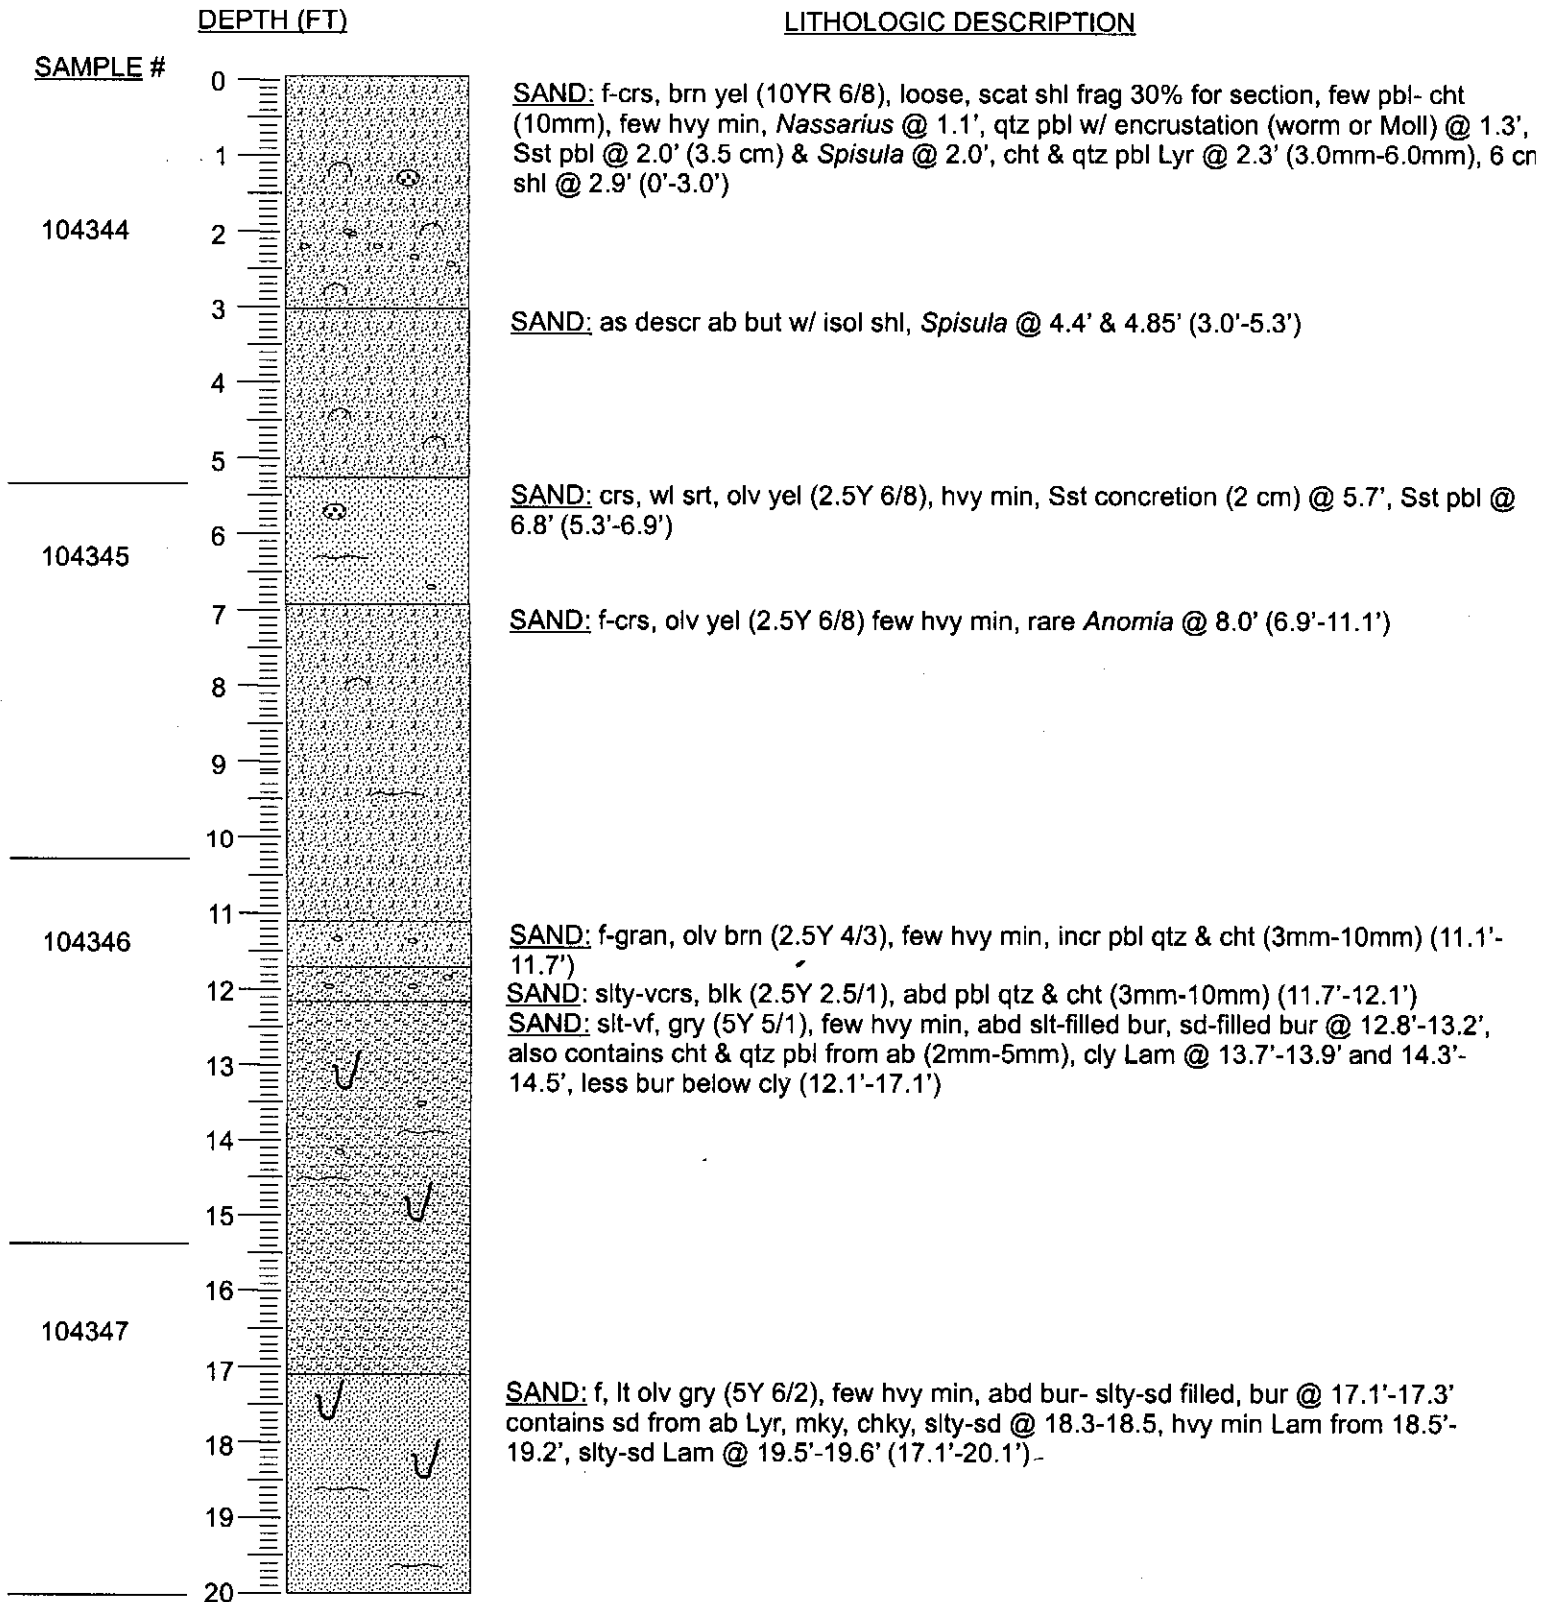 DEPTH (FT)
LITHOLOGIC DESCRIPTION
SAMPLE #
0
SAND: f-crs, brn yel (10YR 6/8), loose, scat shl frag 30% for section, few pbl- cht
(10mm), few hvy min, Nassarius @ 1.1', qtz pbl w/ encrustation (worm or Moll) @ 1.3',
1
Sst pbl @ 2.0' (3.5 cm) & Spisula @ 2.0', cht & qtz pbl Lyr @ 2.3' (3.0mm-6.0mm), 6
shl @ 2.9' (0'-3.0')
104344
2
3
SAND: as descr ab but w/ isol shl, Spisula @ 4.4' & 4.85' (3.0'-5.3')
4
5
SAND: crs, wl srt, olv yel (2.5Y 6/8), hvy min, Sst concretion (2 cm) @ 5.7', Sst pbl @
6.8' (5.3'-6.9')
6
104345
7
SAND: f-crs, olv yel (2.5Y 6/8) few hvy min, rare Anomia @ 8.0' (6.9'-11.1')
8
9
10
11
104346
SAND: f-gran, olv brn (2.5Y 4/3), few hvy min, incr pbl qtz & cht (3mm-10mm) (11.1'-
11.7')
12
SAND: slty-vcrs, blk (2.5Y 2.5/1), abd pbl qtz & cht (3mm-10mm) (11.7'-12.1')
SAND: slt-vf, gry (5Y 5/1), few hvy min, abd slt-filled bur, sd-filled bur @ 12.8'-13.2',
13
also contains cht & qtz pbl from ab (2mm-5mm), cly Lam @ 13.7'-13.9' and 14.3'-
14.5', less bur below cly (12.1'-17.1')
14
15
16
104347
17
SAND: f, lt olv gry (5Y 6/2), few hvy min, abd bur- slty-sd filled, bur @ 17.1'-17.3'
contains sd from ab Lyr, mky, chky, slty-sd @ 18.3-18.5, hvy min Lam from 18.5'-
18
19.2', slty-sd Lam @ 19.5'-19.6' (17.1'-20.1')
19
20